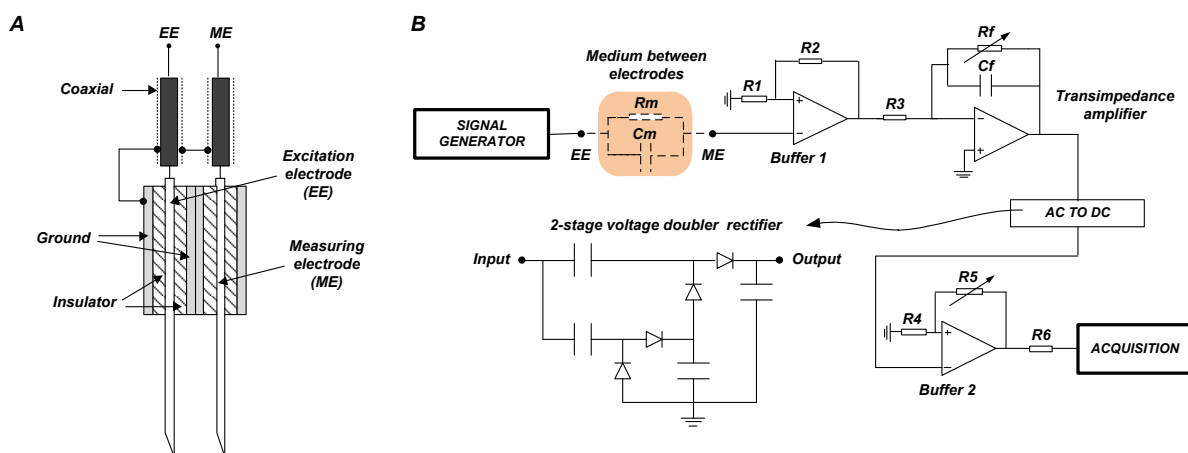 A
EE
ME
Coaxial
Excitation
electrode
(EE)
Ground
Measuring
electrode
(ME)
Insulator
B
Medium between
electrodes
Rm
Cm
SIGNAL
GENERATOR
EE
ME
R1
R2
Buffer 1
R3
Rf
Cf
Transimpedance
amplifier
AC TO DC
2-stage voltage doubler rectifier
Input
Output
R4
R5
Buffer 2
R6
ACQUISITION